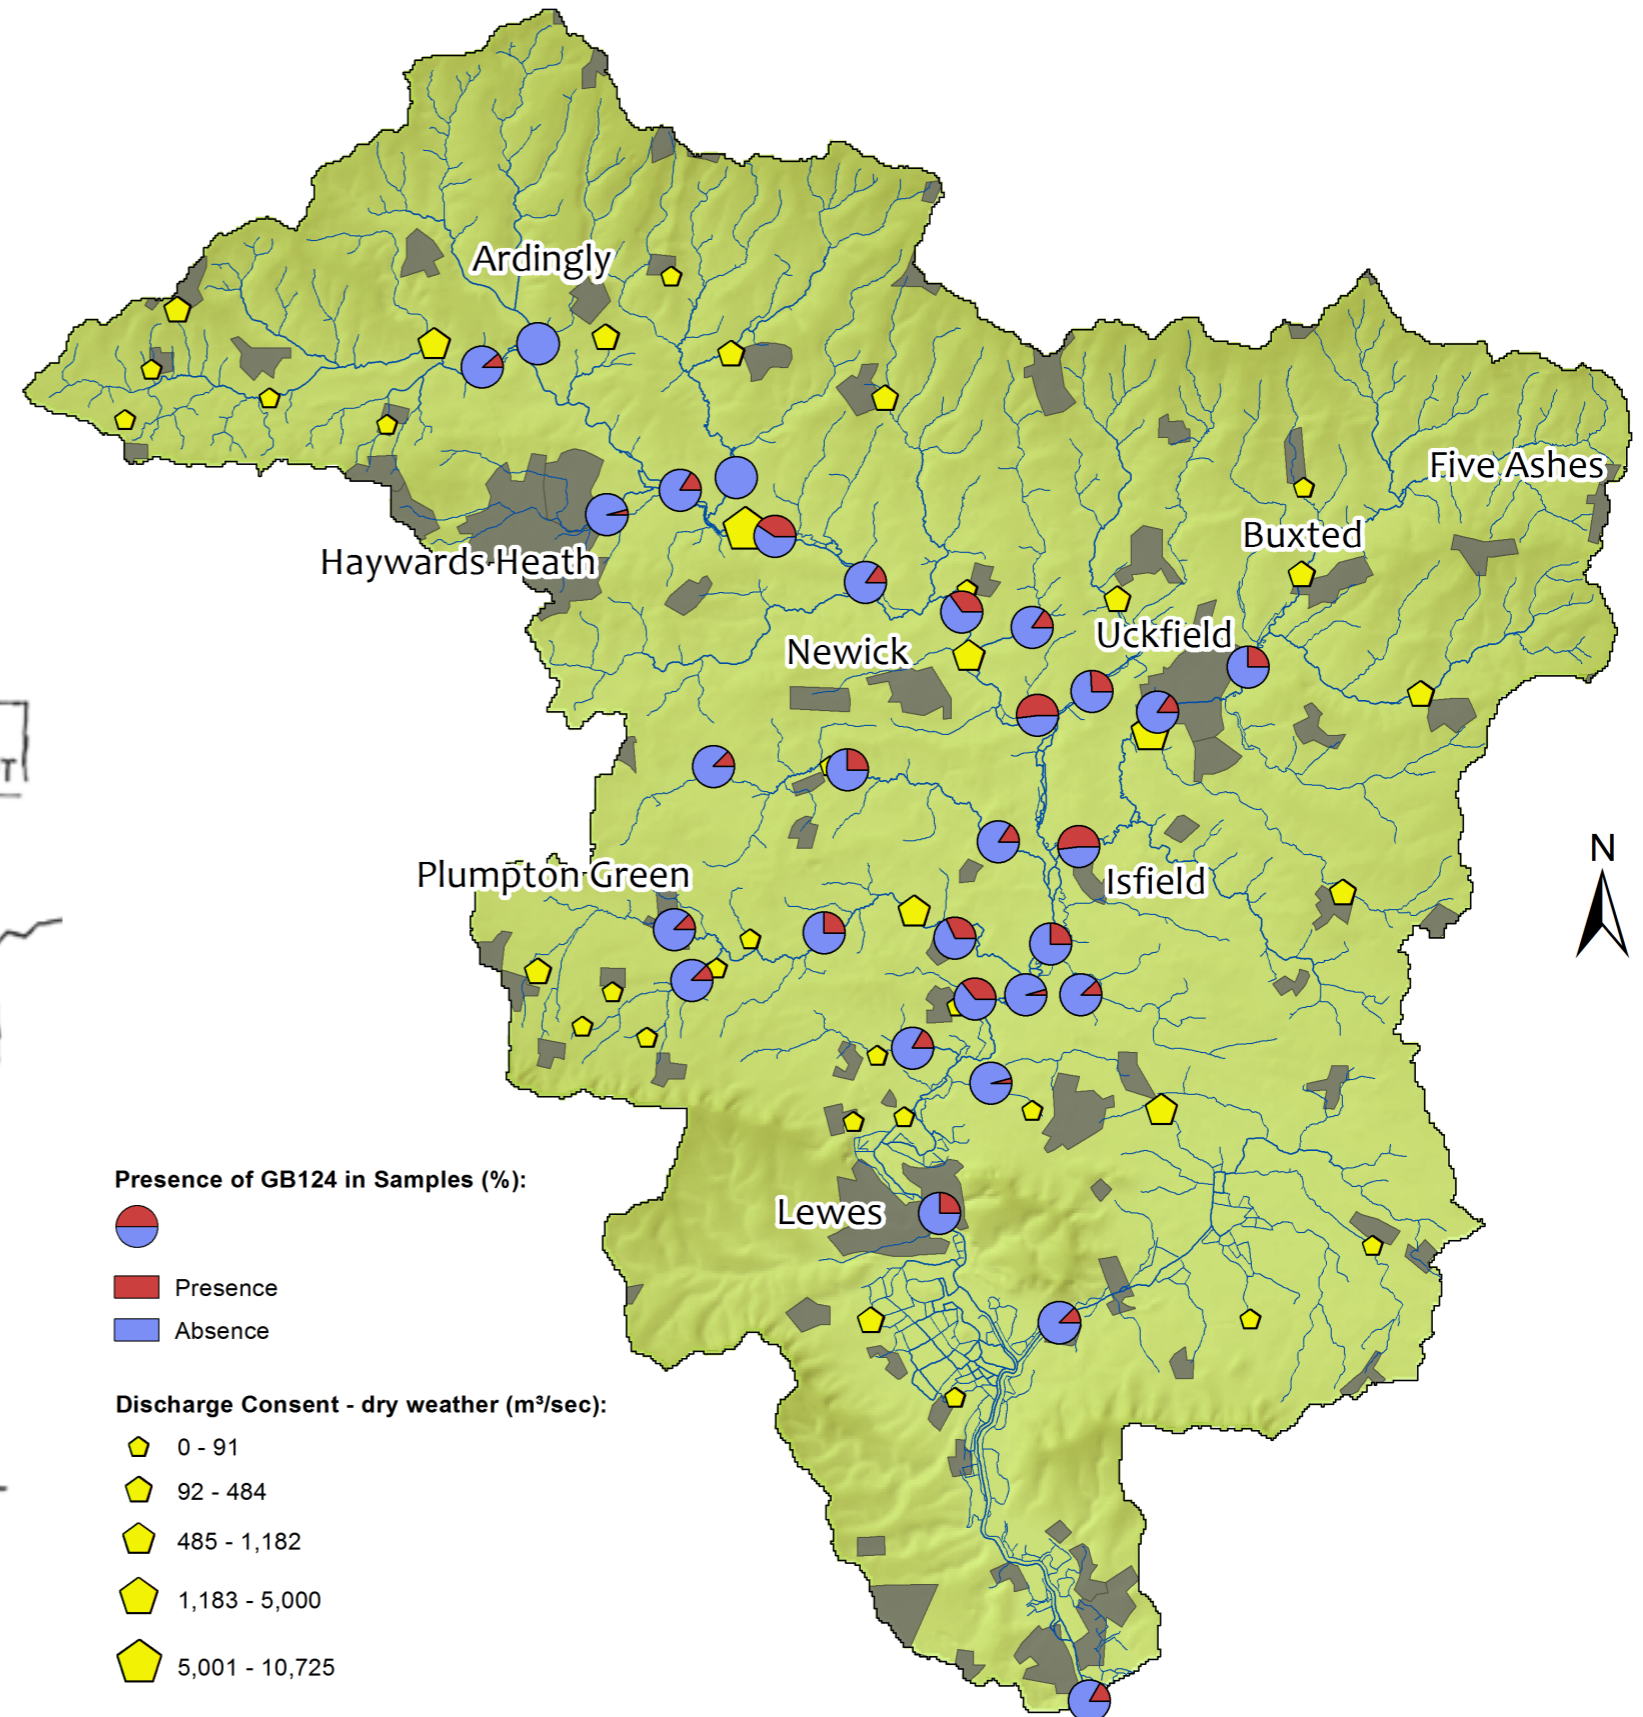 Ardingly
Five Ashes
Buxted
Haywards Heath
Uckfield
Newick
T
N
Plumpton Green
Isfield
Presence of GB124 in Samples (%):
Lewes
Presence
Absence
Discharge Consent - dry weather (m³/sec):
0 - 91
92 - 484
485 - 1,182
1,183 - 5,000
5,001 - 10,725